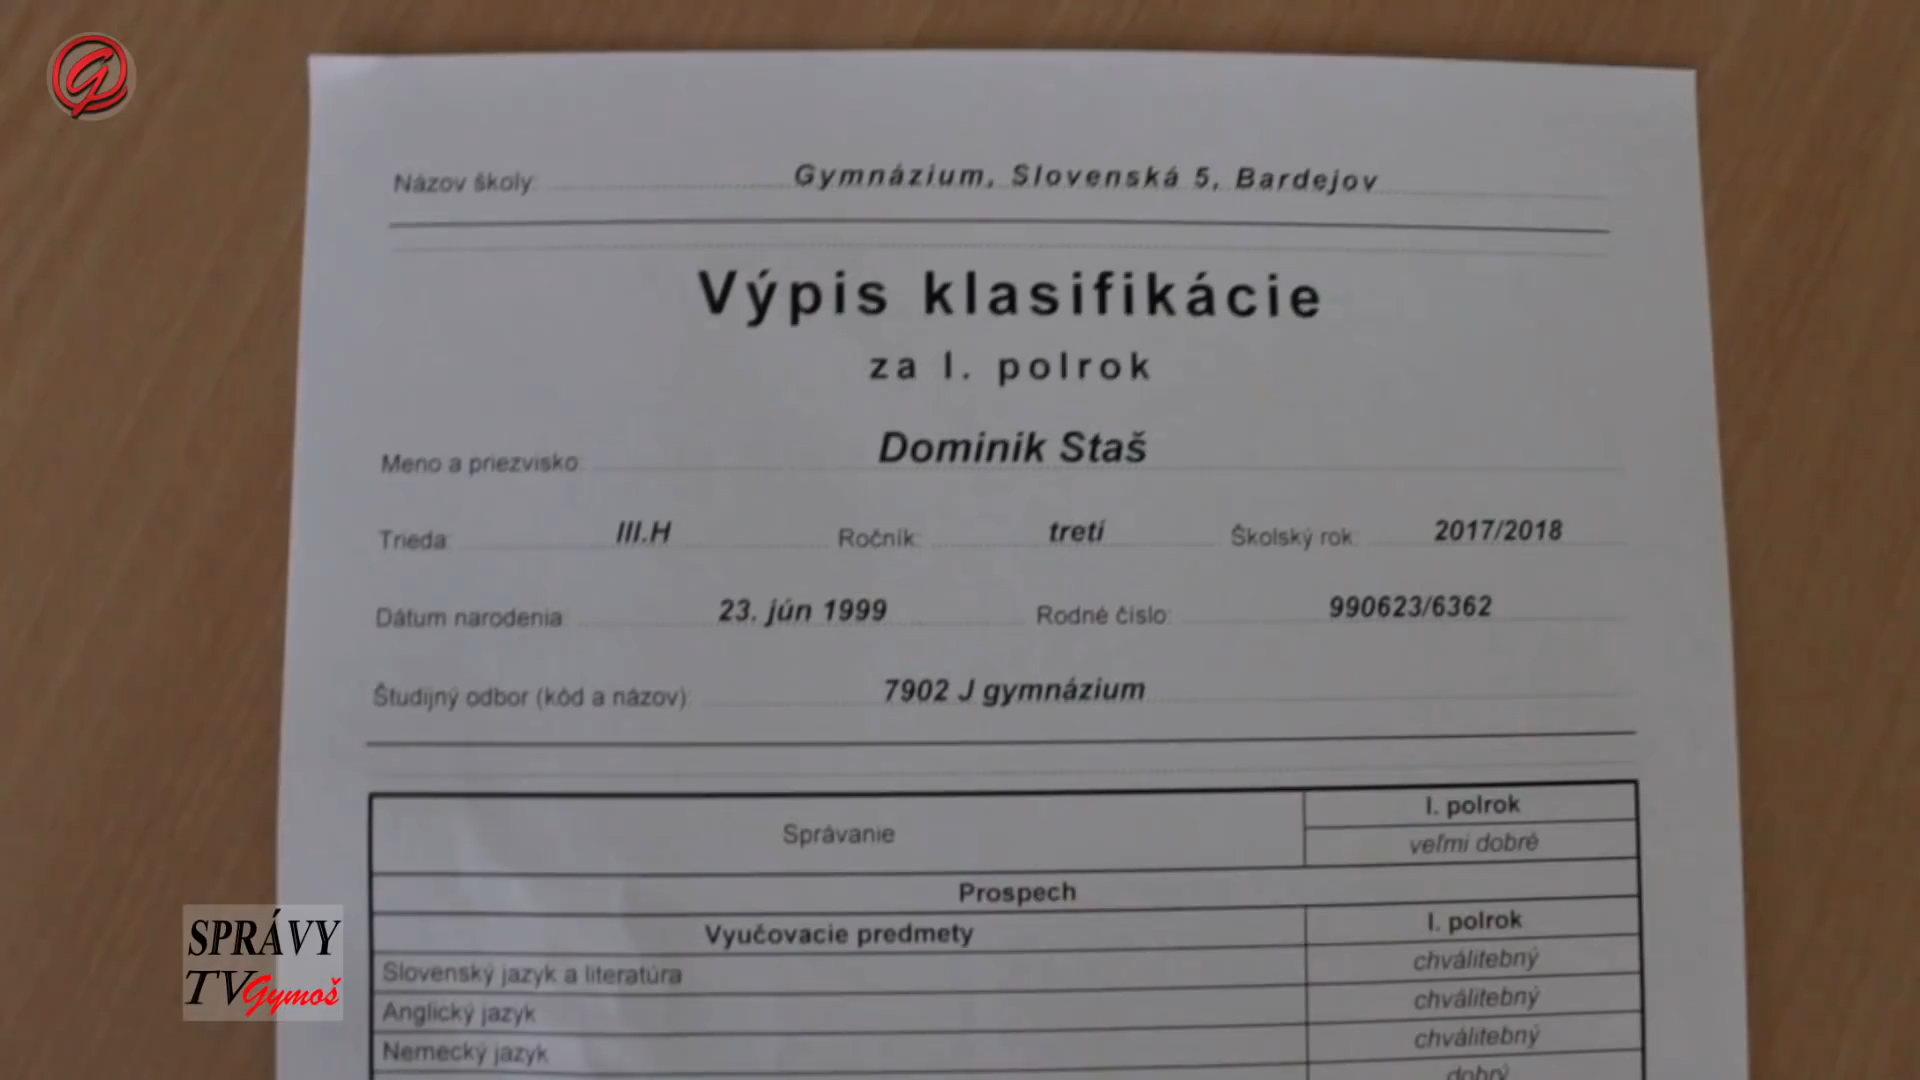 Názov školy: Gymnázium, Slovenská 5, Bardejov
Výpis klasifikácie
za I. polrok
Meno a priezvisko: Dominik Staš
Trieda: III.H Ročník: tretí Školský rok: 2017/2018
Dátum narodenia: 23. jún 1999 Rodné číslo: 990623/6362
Študijný odbor (kód a názov): 7902 J gymnázium
Správanie I. polrok
veľmi dobré
Prospech
Vyučovacie predmety I. polrok
Slovenský jazyk a literatúra chválitebný
Anglický jazyk chválitebný
Nemecký jazyk chválitebný
dobrý
SPRÁVY
TV Gymoš